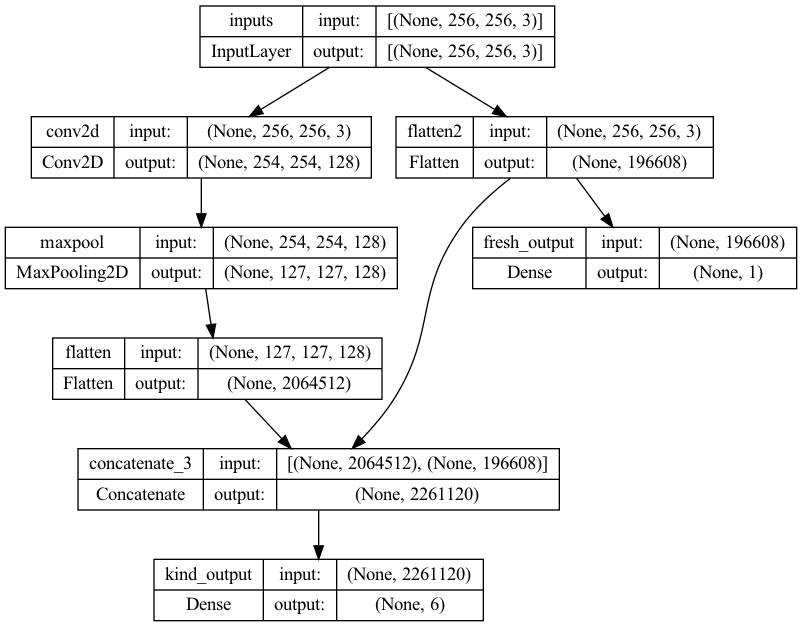 inputs input: [(None, 256, 256, 3)]
InputLayer output: [(None, 256, 256, 3)]
conv2d input: (None, 256, 256, 3)
Conv2D output: (None, 254, 254, 128)
flatten2 input: (None, 256, 256, 3)
Flatten output: (None, 196608)
maxpool input: (None, 254, 254, 128)
MaxPooling2D output: (None, 127, 127, 128)
fresh_output input: (None, 196608)
Dense output: (None, 1)
flatten input: (None, 127, 127, 128)
Flatten output: (None, 2064512)
concatenate_3 input: [(None, 2064512), (None, 196608)]
Concatenate output: (None, 2261120)
kind_output input: (None, 2261120)
Dense output: (None, 6)